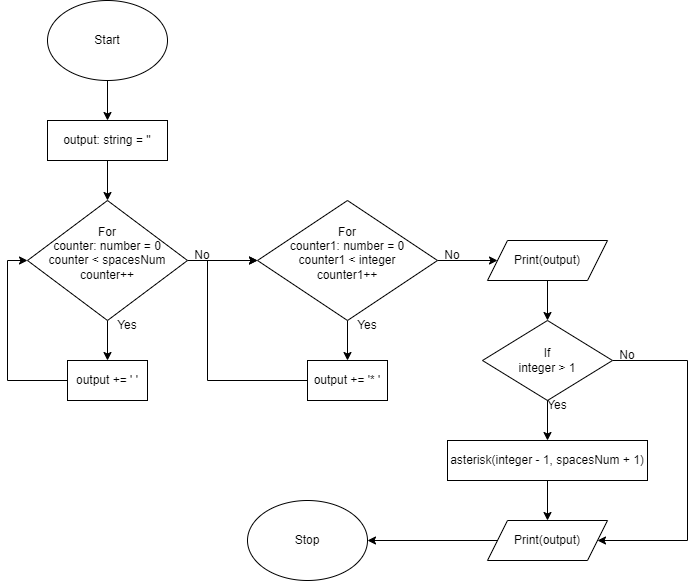 Start
output: string = ''
For
counter: number = 0
counter < spacesNum
counter++
No
Yes
output += ' '
For
counter1: number = 0
counter1 < integer
counter1++
No
Yes
output += '* '
Print(output)
If
integer > 1
No
Yes
asterisk(integer - 1, spacesNum + 1)
Print(output)
Stop